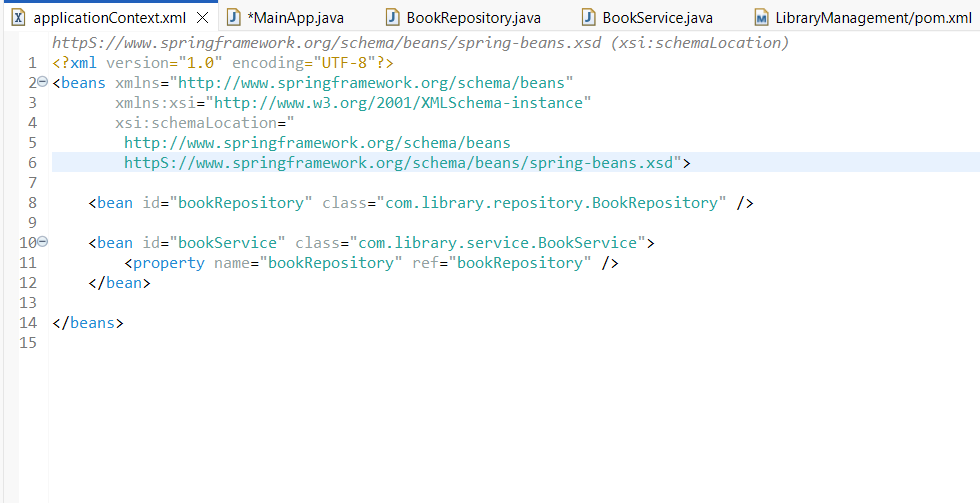 applicationContext.xml *MainApp.java BookRepository.java BookService.java LibraryManagement/pom.xml
httpS://www.springframework.org/schema/beans/spring-beans.xsd (xsi:schemaLocation)
1 <?xml version="1.0" encoding="UTF-8"?>
2 <beans xmlns="http://www.springframework.org/schema/beans"
3 xmlns:xsi="http://www.w3.org/2001/XMLSchema-instance"
4 xsi:schemaLocation="
5 http://www.springframework.org/schema/beans
6 httpS://www.springframework.org/schema/beans/spring-beans.xsd">
7
8 <bean id="bookRepository" class="com.library.repository.BookRepository" />
9
10 <bean id="bookService" class="com.library.service.BookService">
11 <property name="bookRepository" ref="bookRepository" />
12 </bean>
13
14 </beans>
15